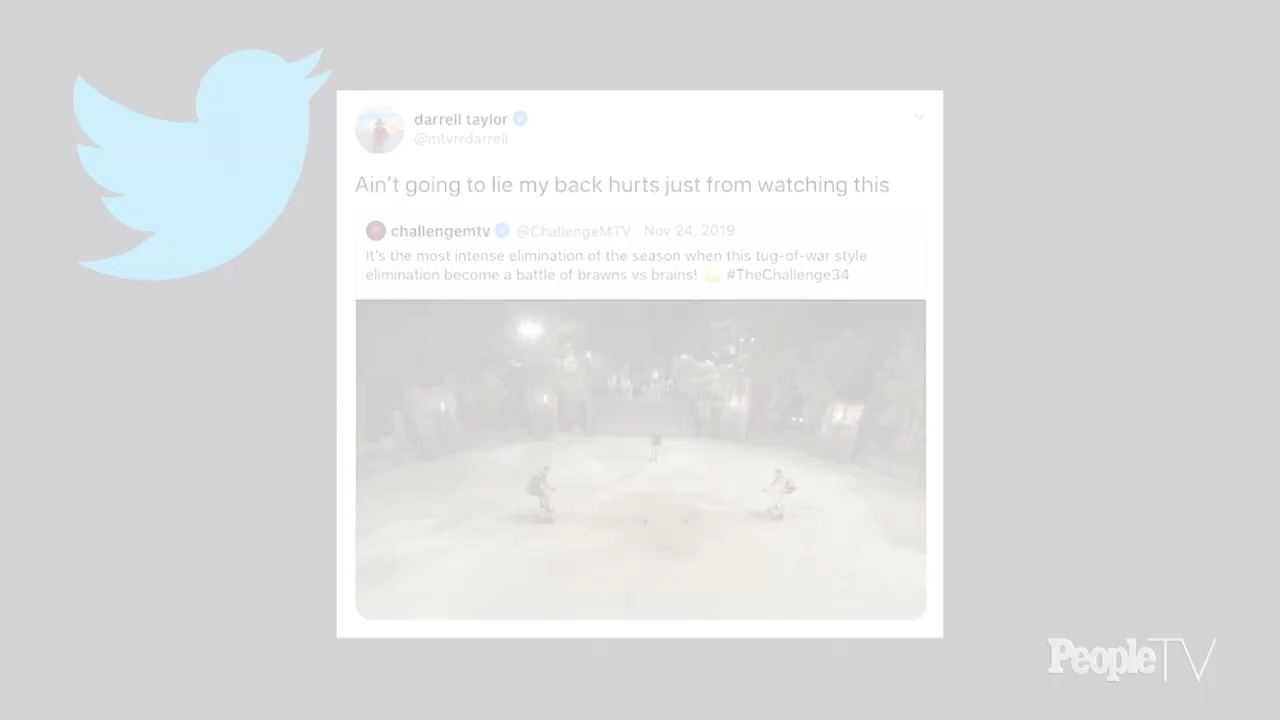 darrell taylor
@mtvrrdarrell
Ain't going to lie my back hurts just from watching this
challengemtv @ChallengeMTV · Nov 24, 2019
It's the most intense elimination of the season when this tug-of-war style
elimination become a battle of brawns vs brains! 💪 #TheChallenge34
PeopleTV